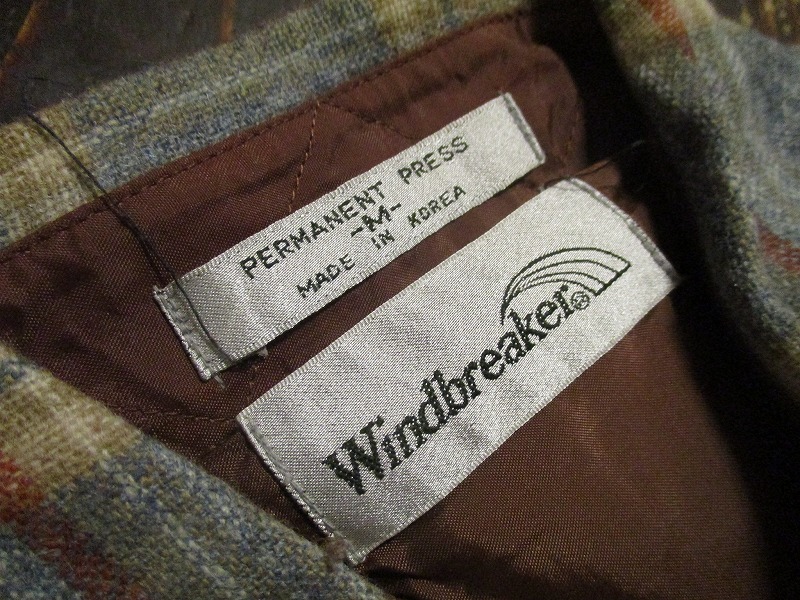 PERMANENT PRESS
-M-
MADE IN KOREA
Windbreaker®